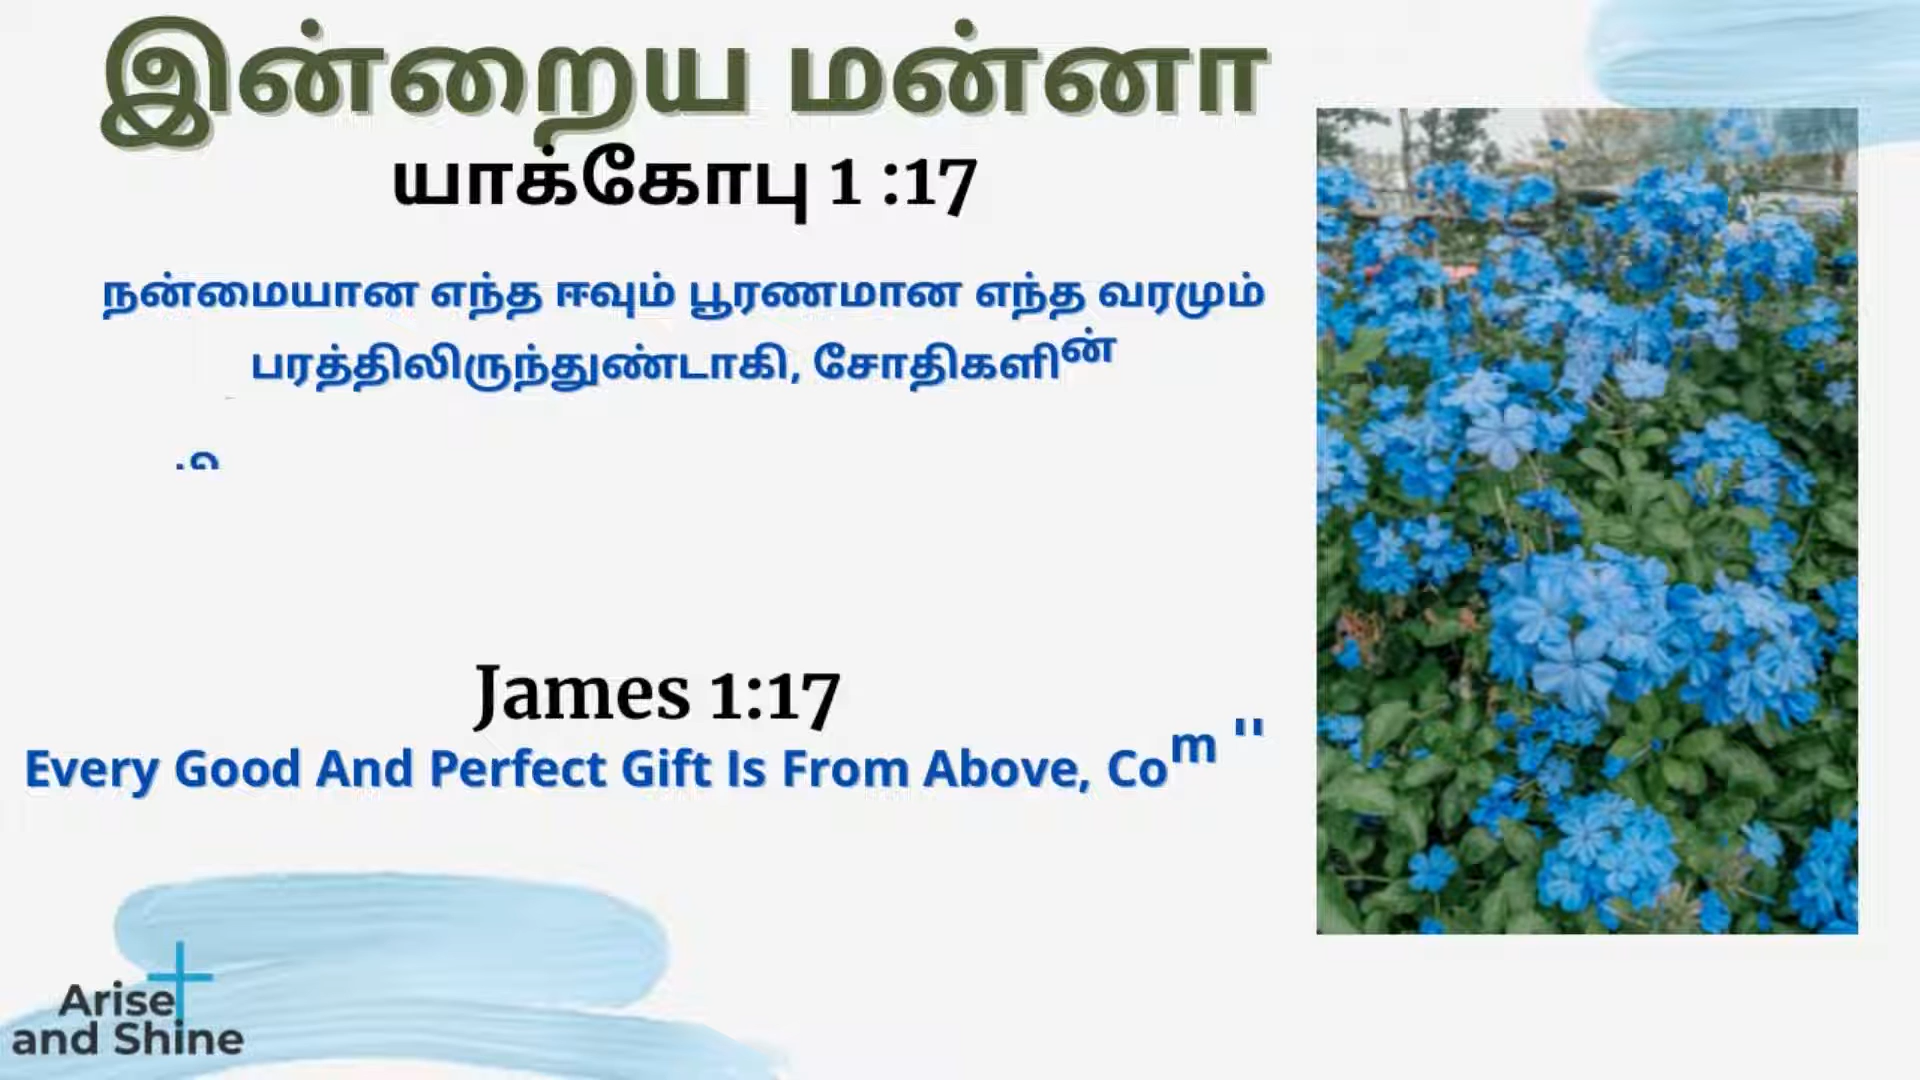 இன்றைய மன்னா
யாக்கோபு 1 :17
நன்மையான எந்த ஈவும் பூரணமான எந்த வரமும்
பரத்திலிருந்துண்டாகி, சோதிகளின்
James 1:17
Every Good And Perfect Gift Is From Above, Com
Arise
and Shine